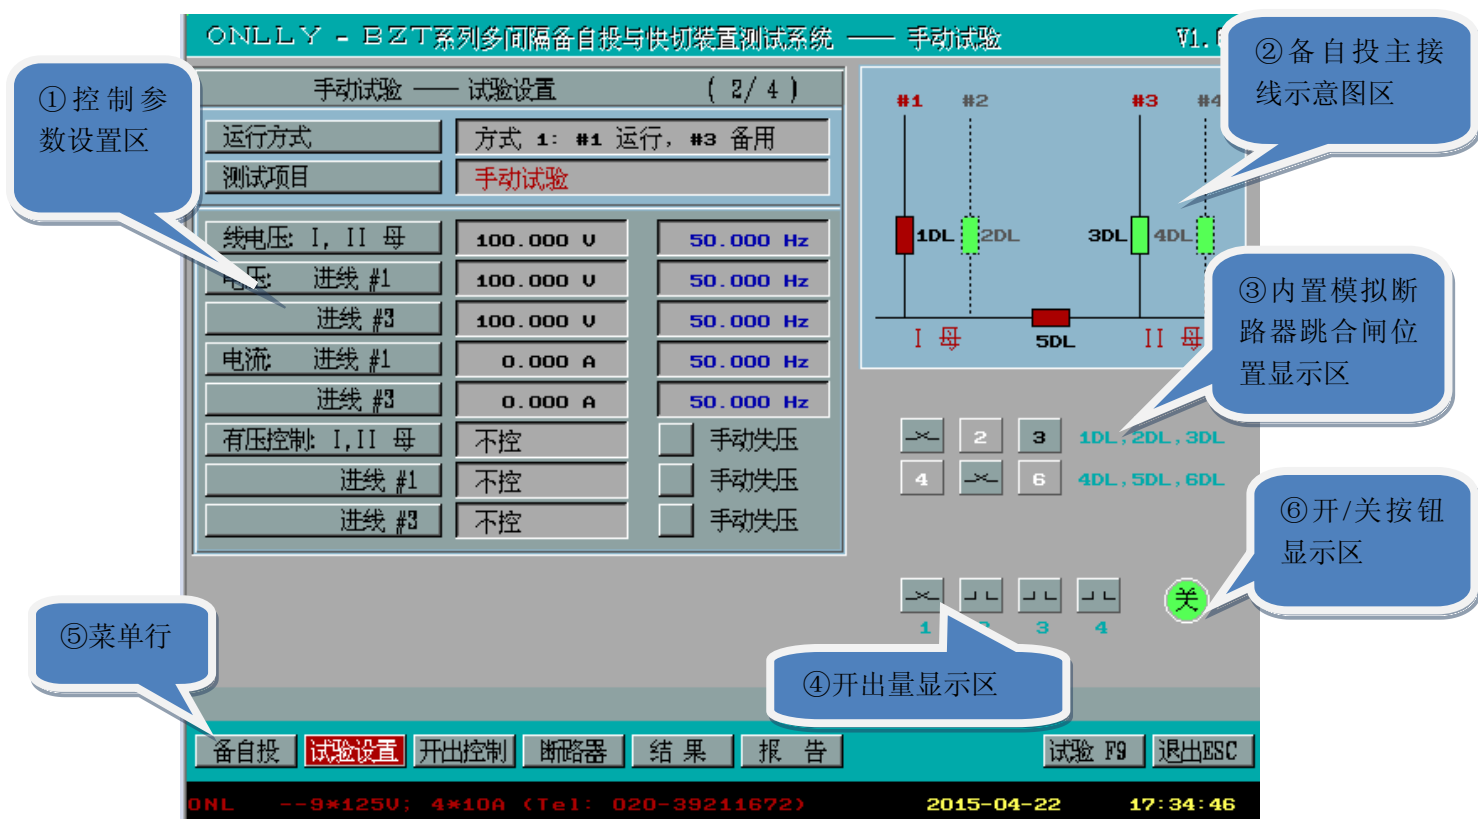 ONLLY - BZT系列多间隔备自投与快切装置测试系统 —— 手动试验 V1.
手动试验 —— 试验设置 ( 2/ 4 )
运行方式 方式 1: #1 运行, #3 备用
测试项目 手动试验
线电压: I, II 母 100.000 V 50.000 Hz
电压: 进线 #1 100.000 V 50.000 Hz
进线 #3 100.000 V 50.000 Hz
电流: 进线 #1 0.000 A 50.000 Hz
进线 #3 0.000 A 50.000 Hz
有压控制: I,II 母 不控 手动失压
进线 #1 不控 手动失压
进线 #3 不控 手动失压
#1 #2 #3 #4
1DL 2DL 3DL 4DL
I 母 5DL II 母
2 3 1DL,2DL,3DL
4 6 4DL,5DL,6DL
关
1 2 3 4
①控制参
数设置区
②备自投主接
线示意图区
③内置模拟断
路器跳合闸位
置显示区
④开出量显示区
⑤菜单行
⑥开/关按钮
显示区
备自投 试验设置 开出控制 断路器 结 果 报 告 试验 F9 退出ESC
ONL --9*125V; 4*10A (Tel: 020-39211672) 2015-04-22 17:34:46